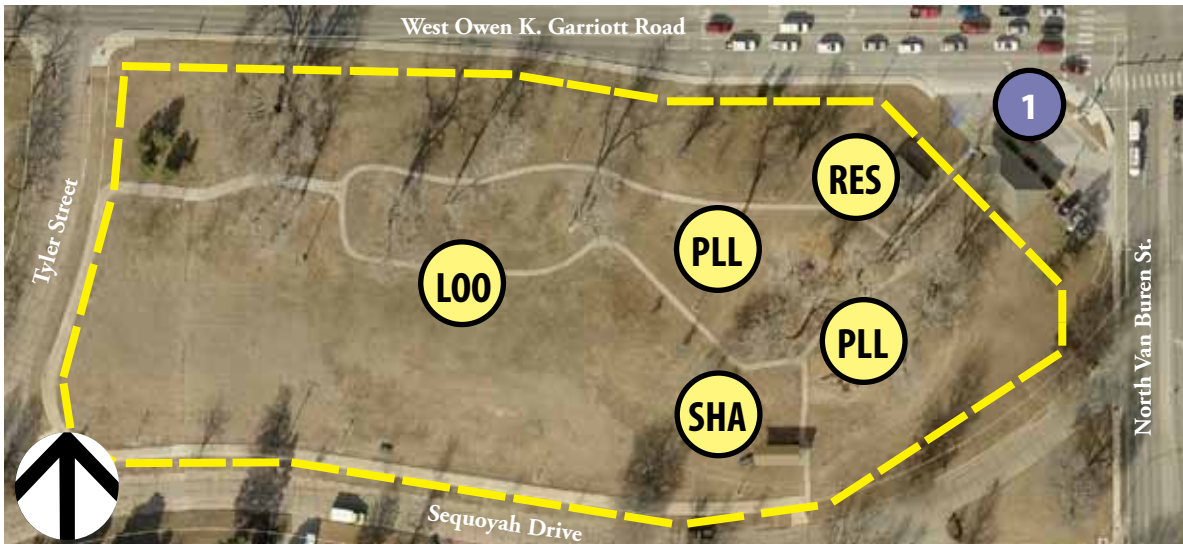 West Owen K. Garriott Road
1
RES
Tyler Street
PLL
LOO
North Van Buren St.
PLL
SHA
Sequoyah Drive